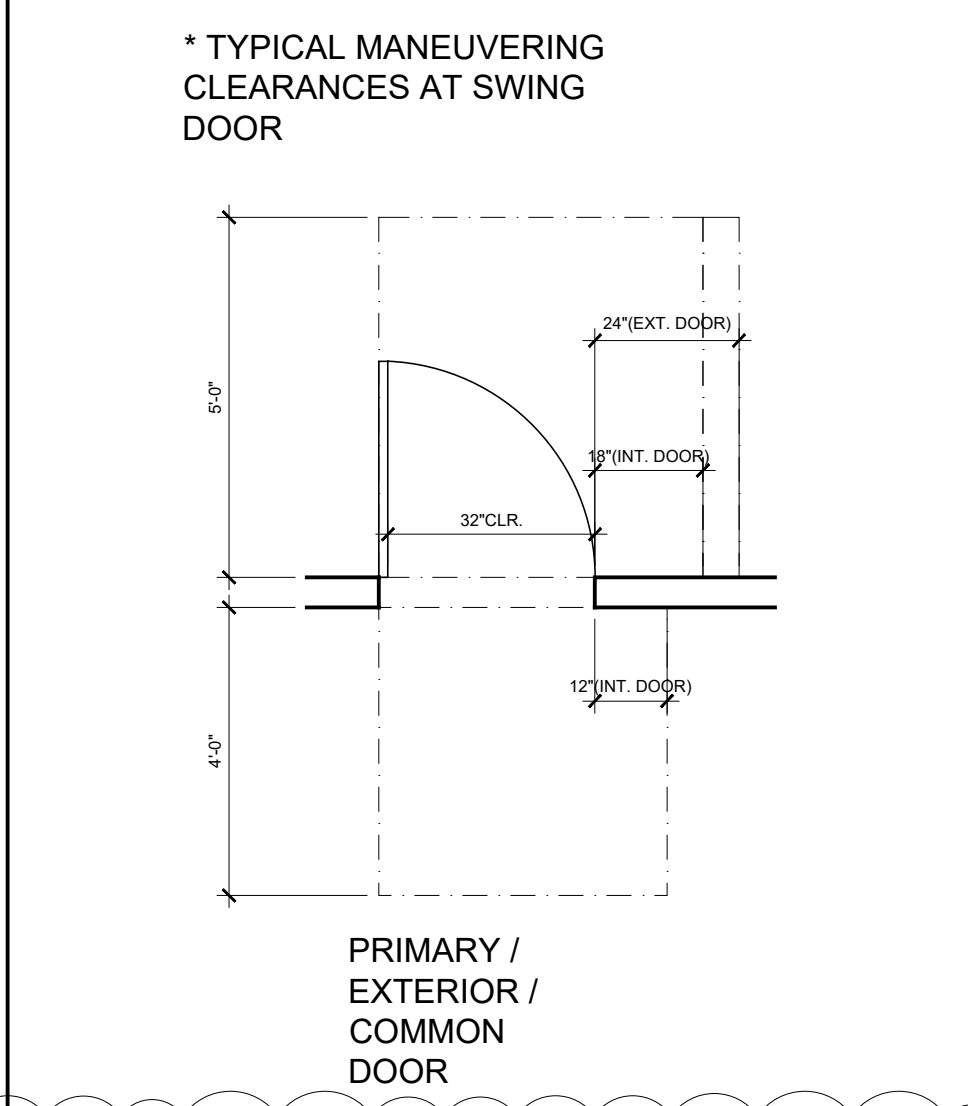 * TYPICAL MANEUVERING
CLEARANCES AT SWING
DOOR
24"(EXT. DOOR)
5'-0"
18"(INT. DOOR)
32"CLR.
12"(INT. DOOR)
4'-0"
PRIMARY /
EXTERIOR /
COMMON
DOOR